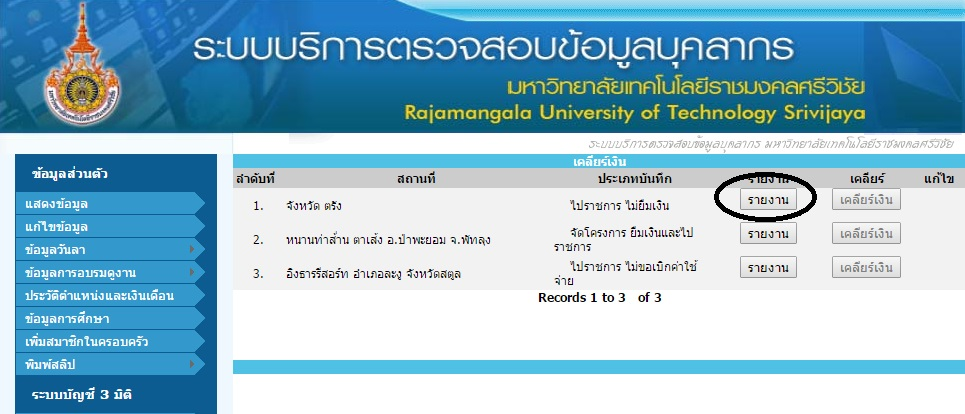 ระบบบริการตรวจสอบข้อมูลบุคลากร
มหาวิทยาลัยเทคโนโลยีราชมงคลศรีวิชัย
Rajamangala University of Technology Srivijaya
ระบบบริการตรวจสอบข้อมูลบุคลากร มหาวิทยาลัยเทคโนโลยีราชมงคลศรีวิชัย
ข้อมูลส่วนตัว
แสดงข้อมูล
แก้ไขข้อมูล
ข้อมูลวันลา
ข้อมูลการอบรมดูงาน
ประวัติตำแหน่งและเงินเดือน
ข้อมูลการศึกษา
เพิ่มสมาชิกในครอบครัว
พิมพ์สลิป
ระบบบัญชี 3 มิติ
เคลียร์เงิน
ลำดับที่ สถานที่ ประเภทบันทึก รายงาน เคลียร์ แก้ไข
1. จังหวัด ตรัง ไปราชการ ไม่ยืมเงิน รายงาน เคลียร์เงิน
2. หนานท่าส้าน ตาเส้ง อ.ป่าพะยอม จ.พัทลุง จัดโครงการ ยืมเงินและไป รายงาน เคลียร์เงิน
ราชการ
3. อิงธารรีสอร์ท อำเภอละงู จังหวัดสตูล ไปราชการ ไม่ขอเบิกค่าใช้ รายงาน เคลียร์เงิน
จ่าย
Records 1 to 3 of 3